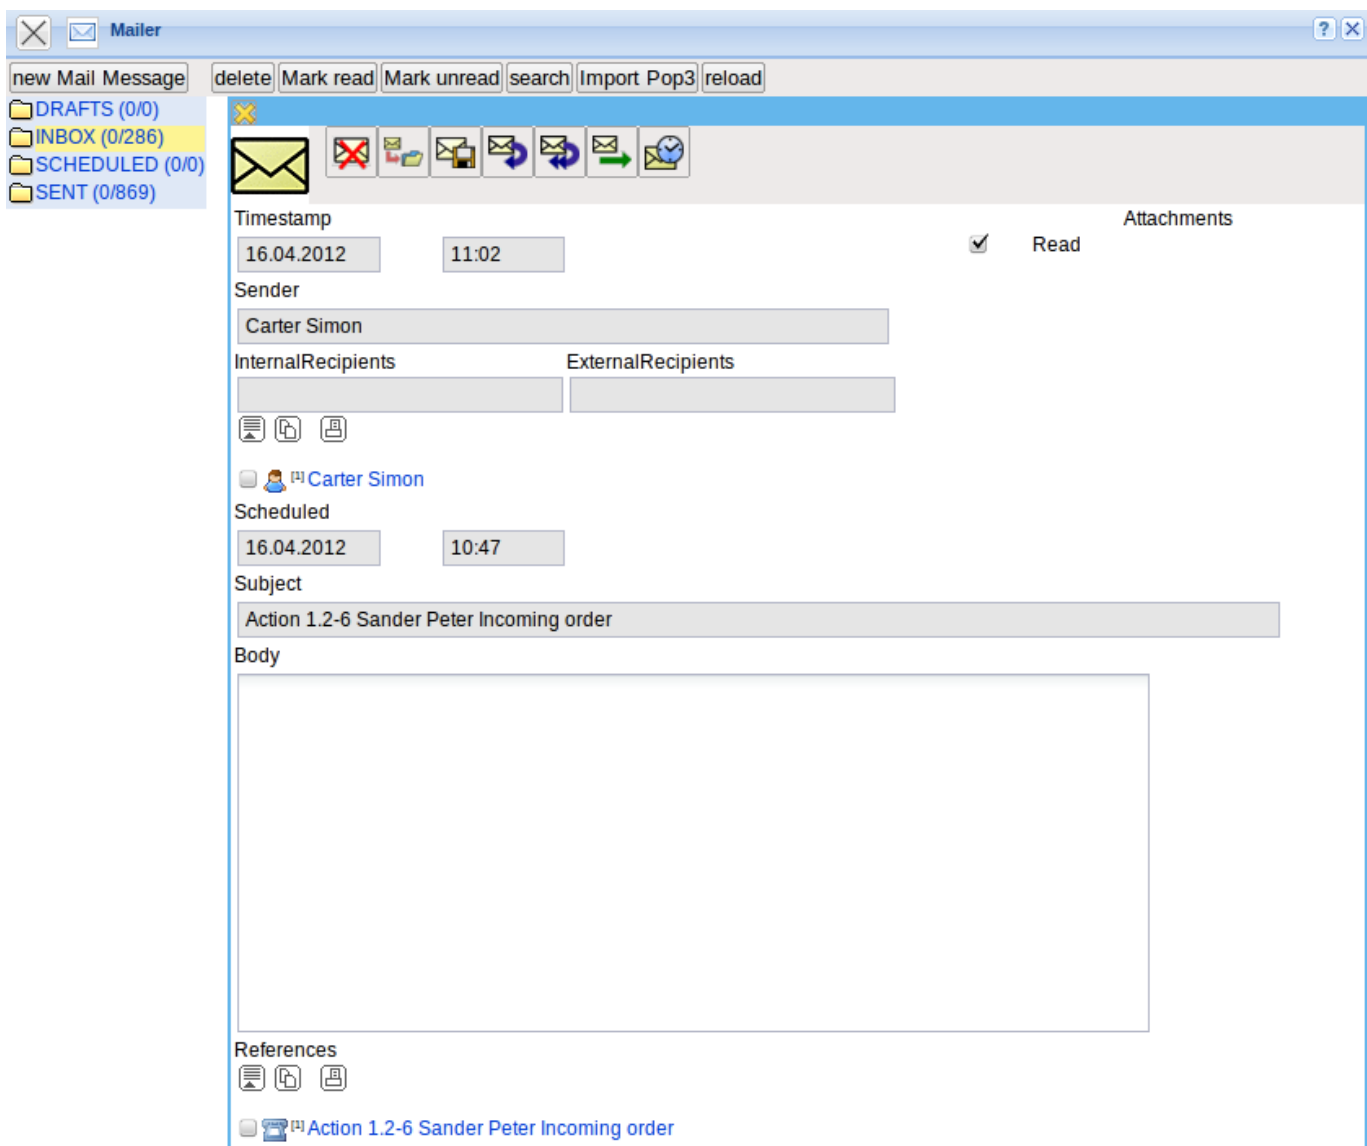 Mailer
new Mail Message delete Mark read Mark unread search Import Pop3 reload
DRAFTS (0/0)
INBOX (0/286)
SCHEDULED (0/0)
SENT (0/869)
Timestamp Attachments
16.04.2012 11:02 Read
Sender
Carter Simon
InternalRecipients ExternalRecipients
[1] Carter Simon
Scheduled
16.04.2012 10:47
Subject
Action 1.2-6 Sander Peter Incoming order
Body
References
[1] Action 1.2-6 Sander Peter Incoming order